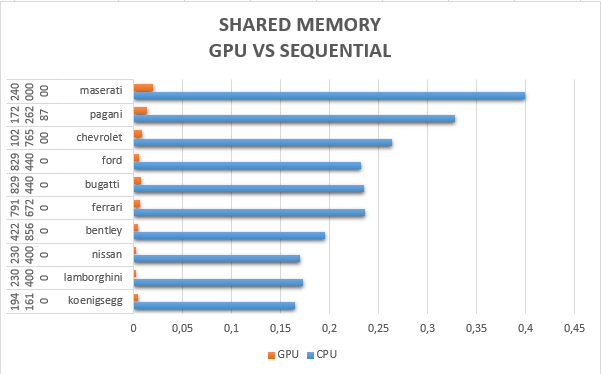 SHARED MEMORY
GPU VS SEQUENTIAL
240
000
00
maserati
172
262
87
pagani
102
765
00
chevrolet
829
440
0
ford
829
440
0
bugatti
791
672
0
ferrari
422
856
0
bentley
230
400
0
nissan
230
400
0
lamborghini
194
161
0
koenigsegg
0 0,05 0,1 0,15 0,2 0,25 0,3 0,35 0,4 0,45
GPU CPU